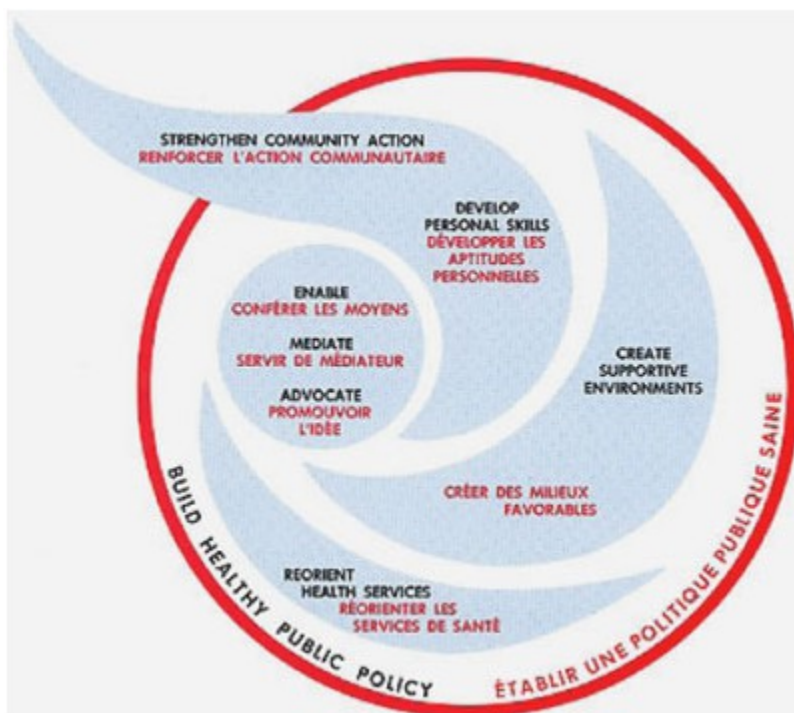 STRENGTHEN COMMUNITY ACTION
RENFORCER L'ACTION COMMUNAUTAIRE
DEVELOP
PERSONAL SKILLS
DÉVELOPPER LES
APTITUDES
PERSONNELLES
ENABLE
CONFÉRER LES MOYENS
MEDIATE
SERVIR DE MÉDIATEUR
ADVOCATE
PROMOUVOIR
L'IDÈE
CREATE
SUPPORTIVE
ENVIRONMENTS
CRÉER DES MILIEUX
FAVORABLES
REORIENT
HEALTH SERVICES
RÉORIENTER LES
SERVICES DE SANTÉ
BUILD HEALTHY PUBLIC POLICY
ÉTABLIR UNE POLITIQUE PUBLIQUE SAINE